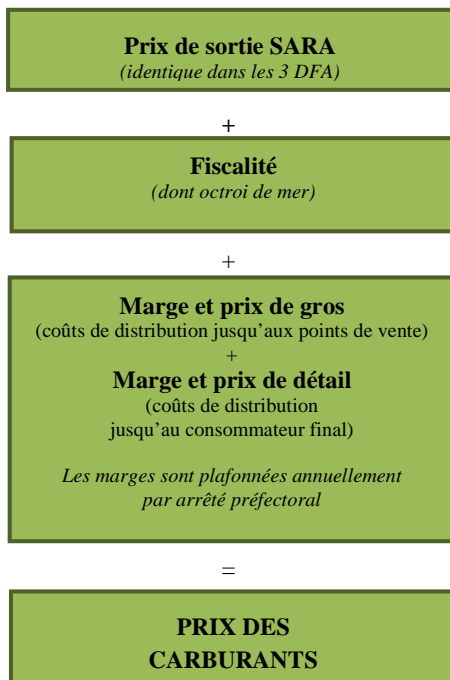 Prix de sortie SARA
(identique dans les 3 DFA)
+
Fiscalité
(dont octroi de mer)
+
Marge et prix de gros
(coûts de distribution jusqu'aux points de vente)
+
Marge et prix de détail
(coûts de distribution
jusqu'au consommateur final)
Les marges sont plafonnées annuellement
par arrêté préfectoral
=
PRIX DES
CARBURANTS